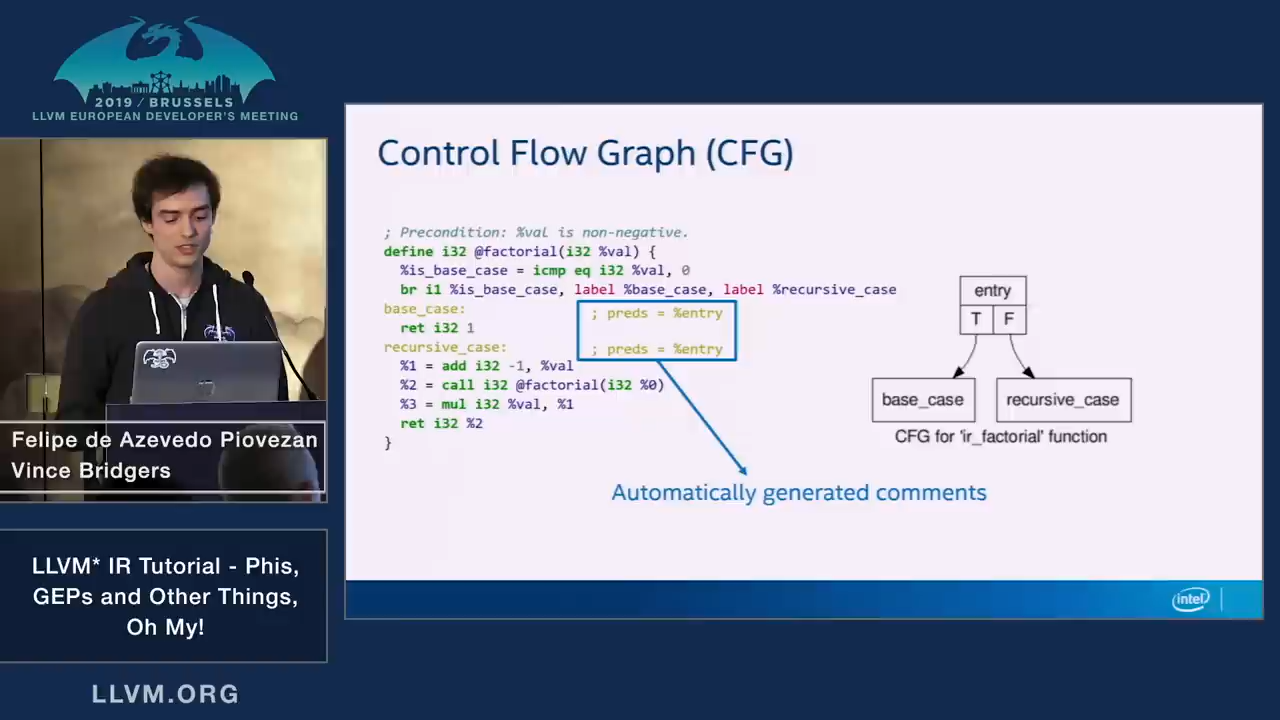 2019 / BRUSSELS
LLVM EUROPEAN DEVELOPER'S MEETING
Felipe de Azevedo Piovezan
Vince Bridgers
LLVM* IR Tutorial - Phis,
GEPs and Other Things,
Oh My!
LLVM.ORG
Control Flow Graph (CFG)
; Precondition: %val is non-negative.
define i32 @factorial(i32 %val) {
%is_base_case = icmp eq i32 %val, 0
br i1 %is_base_case, label %base_case, label %recursive_case
base_case: ; preds = %entry
ret i32 1
recursive_case: ; preds = %entry
%1 = add i32 -1, %val
%2 = call i32 @factorial(i32 %0)
%3 = mul i32 %val, %1
ret i32 %2
}
Automatically generated comments
entry
T F
base_case recursive_case
CFG for 'ir_factorial' function
intel